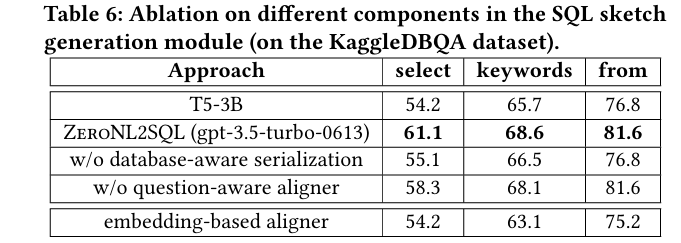 Table 6: Ablation on different components in the SQL sketch
generation module (on the KaggleDBQA dataset).
Approach select keywords from
T5-3B 54.2 65.7 76.8
ZERONL2SQL (gpt-3.5-turbo-0613) 61.1 68.6 81.6
w/o database-aware serialization 55.1 66.5 76.8
w/o question-aware aligner 58.3 68.1 81.6
embedding-based aligner 54.2 63.1 75.2